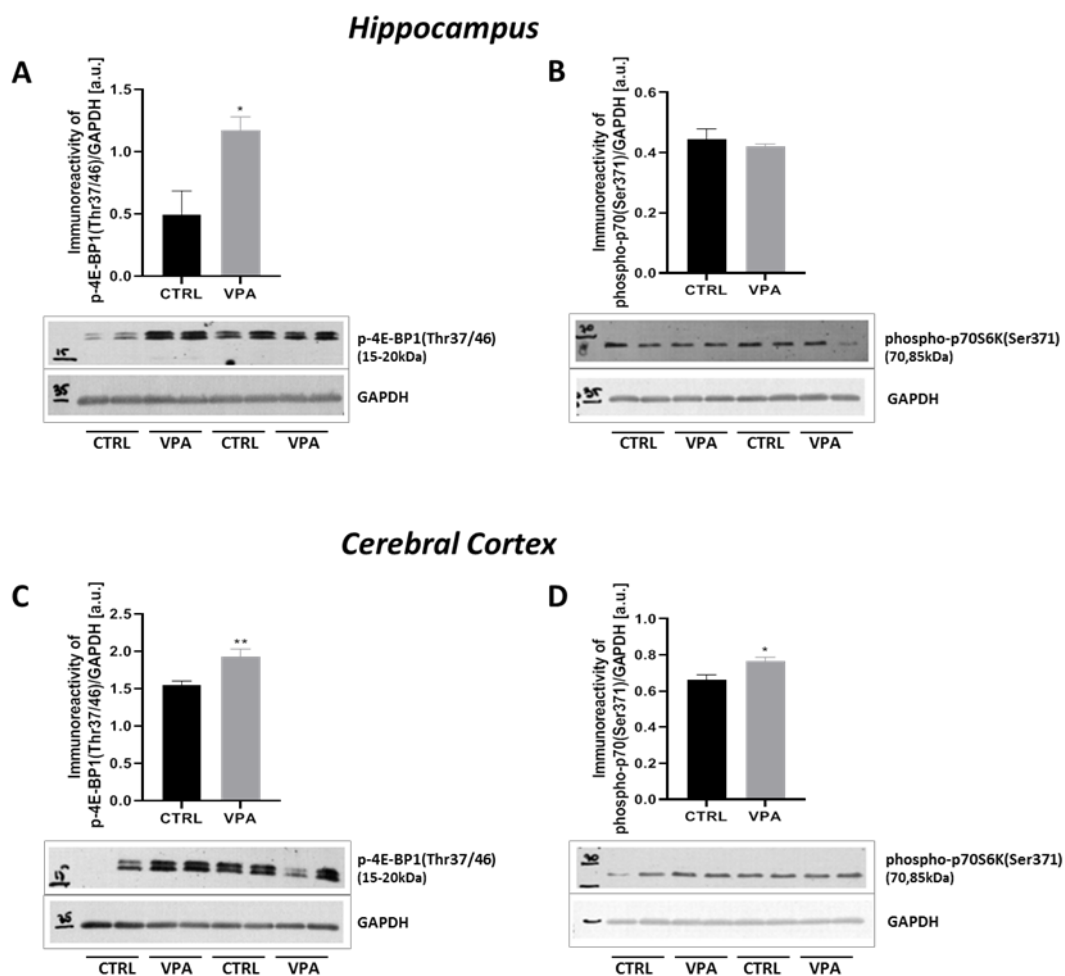 Hippocampus
A
Immunoreactivity of
p-4E-BP1(Thr37/46)/GAPDH [a.u.]
1.5
1.0
0.5
0.0
CTRL VPA
*
15
p-4E-BP1(Thr37/46)
(15-20kDa)
35
GAPDH
CTRL VPA CTRL VPA
B
Immunoreactivity of
phospho-p70(Ser371)/GAPDH [a.u.]
0.6
0.4
0.2
0.0
CTRL VPA
phospho-p70S6K(Ser371)
(70,85kDa)
35
GAPDH
CTRL VPA CTRL VPA
Cerebral Cortex
C
Immunoreactivity of
p-4E-BP1(Thr37/46)/GAPDH [a.u.]
2.5
2.0
1.5
1.0
0.5
0.0
CTRL VPA
**
15
p-4E-BP1(Thr37/46)
(15-20kDa)
35
GAPDH
CTRL VPA CTRL VPA
D
Immunoreactivity of
phospho-p70(Ser371)/GAPDH [a.u.]
1.0
0.8
0.6
0.4
0.2
0.0
CTRL VPA
*
phospho-p70S6K(Ser371)
(70,85kDa)
GAPDH
CTRL VPA CTRL VPA